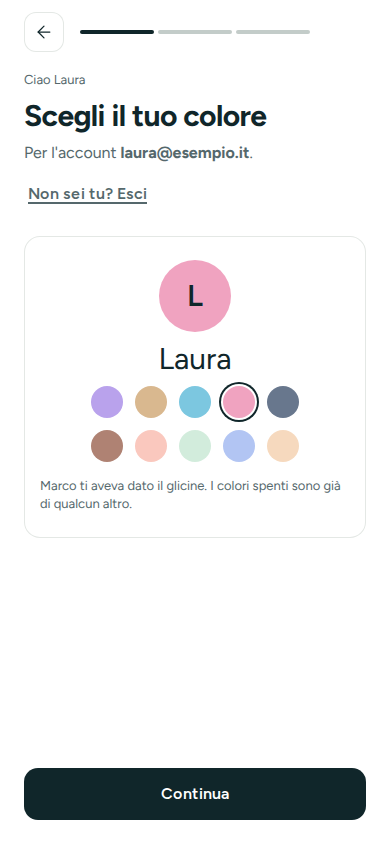 Ciao Laura
Scegli il tuo colore
Per l'account laura@esempio.it.
Non sei tu? Esci
L
Laura
Marco ti aveva dato il glicine. I colori spenti sono già
di qualcun altro.
Continua